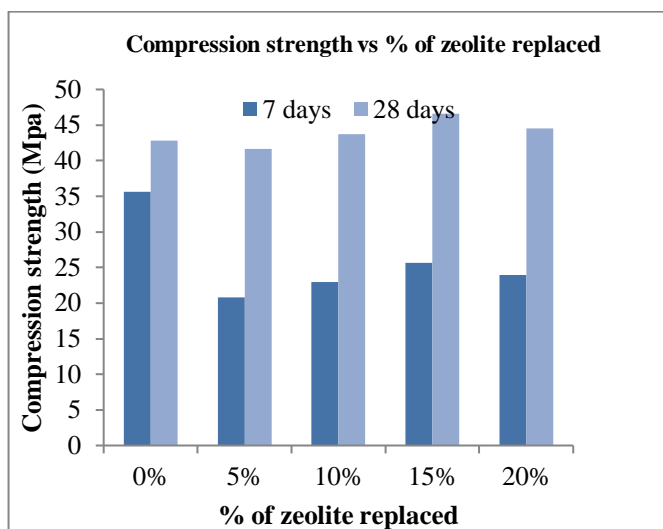 Compression strength vs % of zeolite replaced
Compression strength (Mpa)
50
45
40
35
30
25
20
15
10
5
0
7 days 28 days
0% 5% 10% 15% 20%
% of zeolite replaced